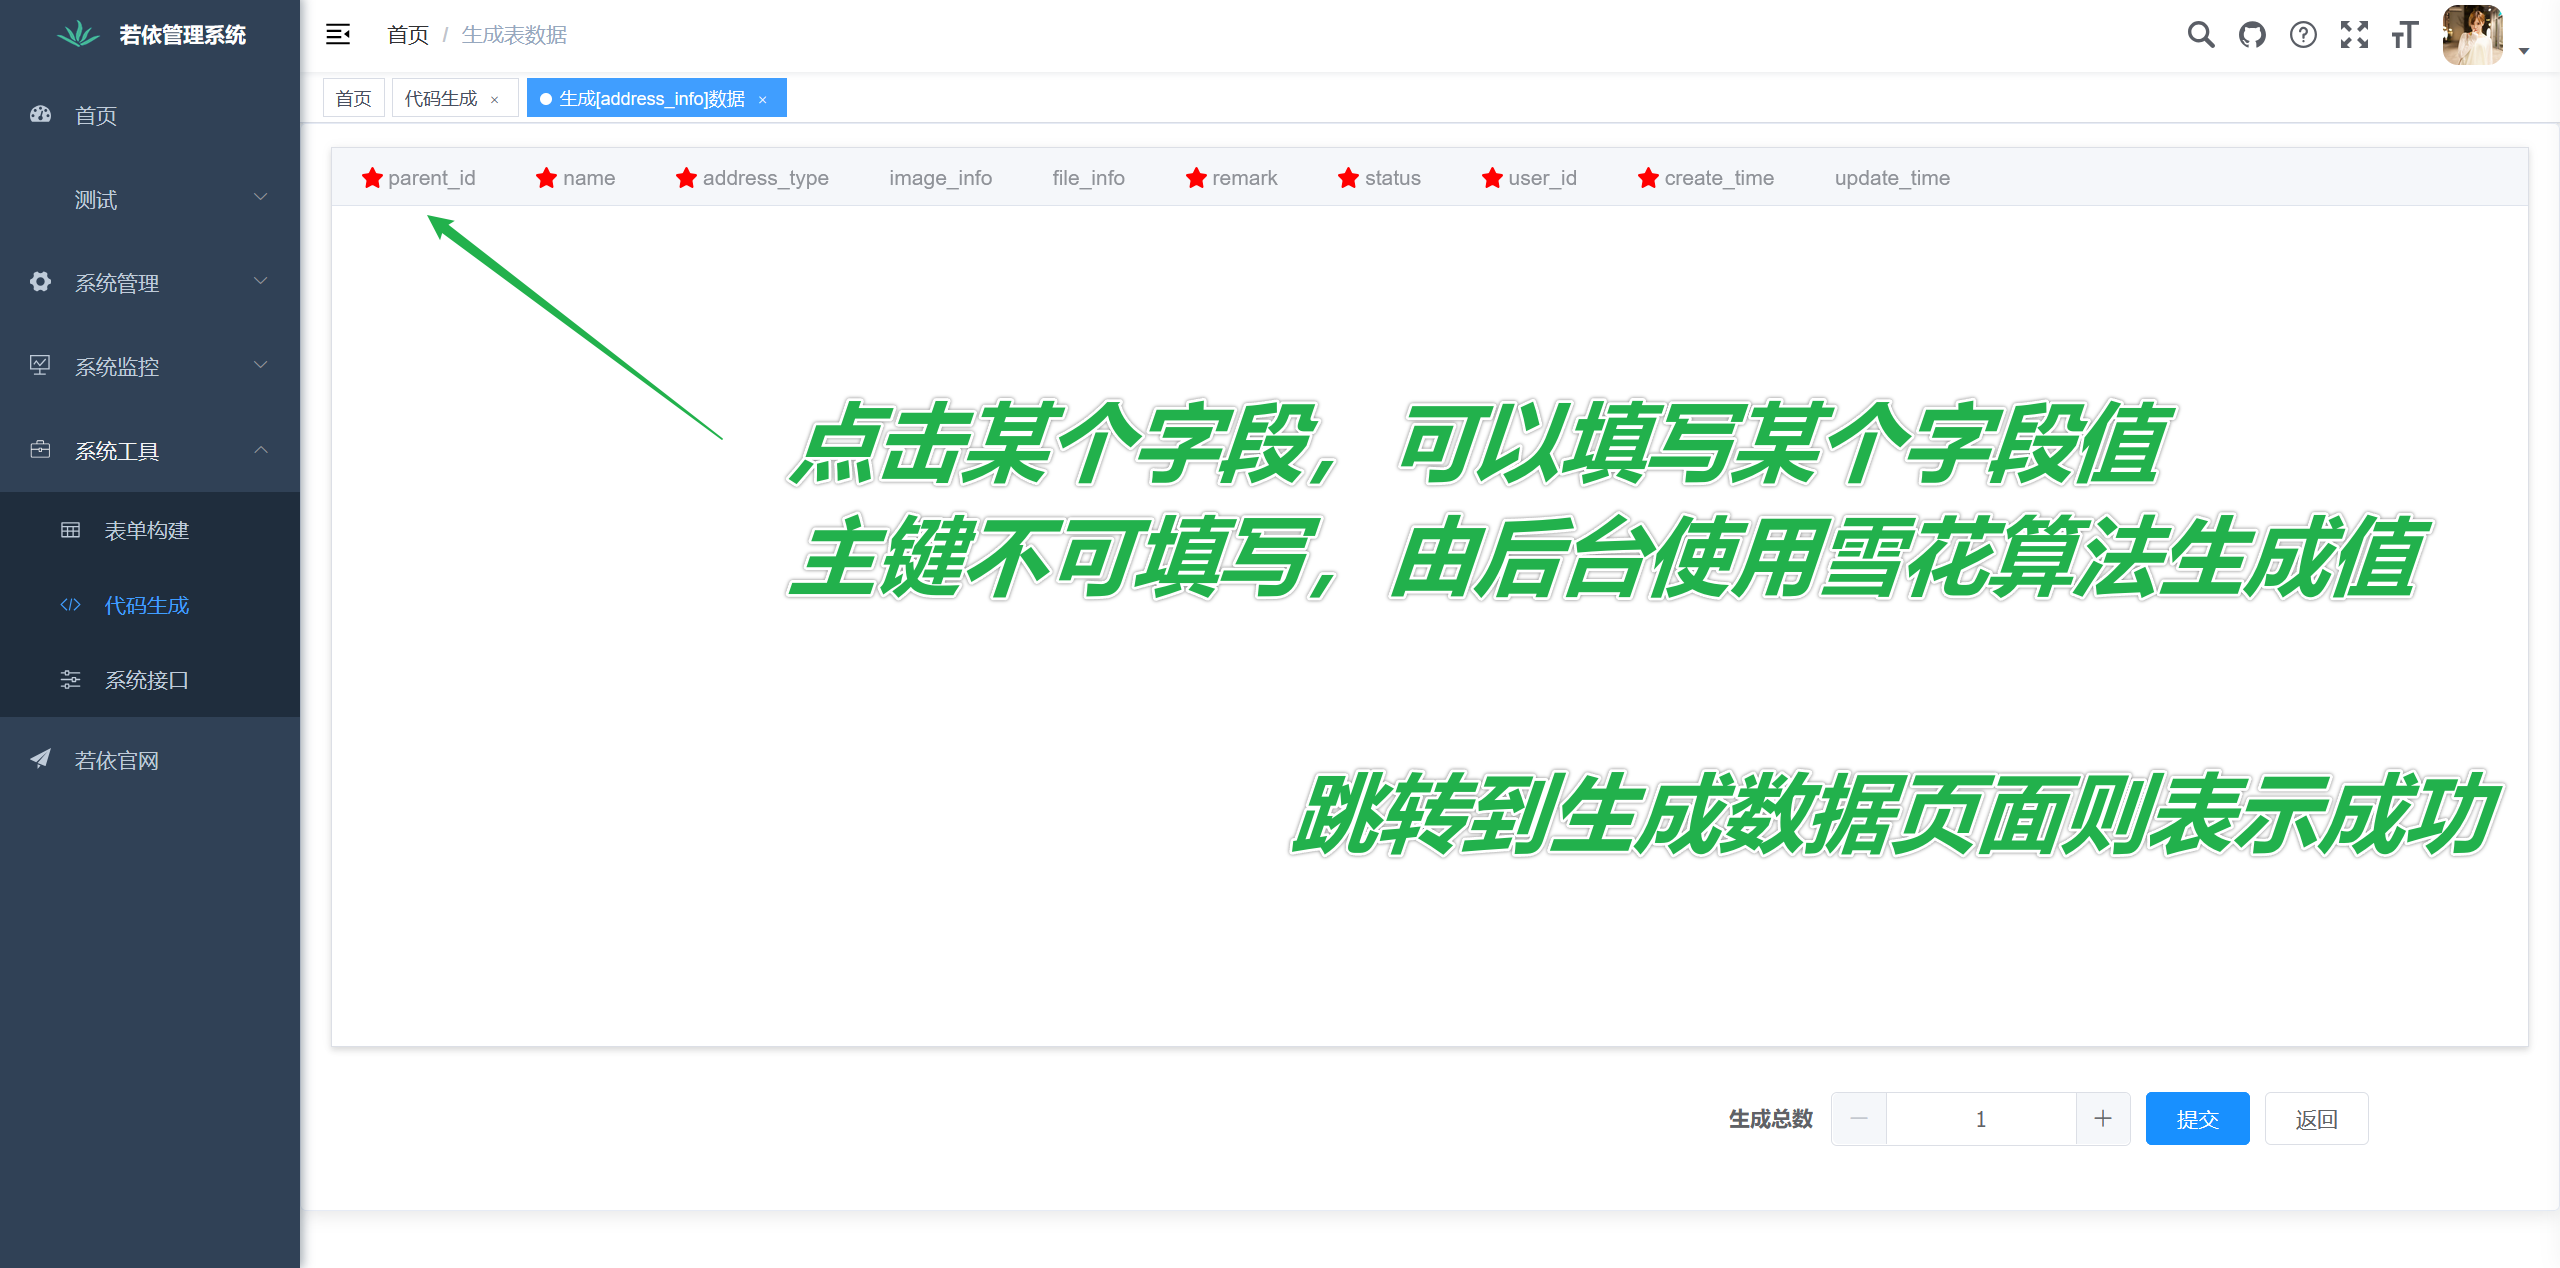 若依管理系统
首页 / 生成表数据
首页
代码生成 ×
生成[address_info]数据 ×
首页
测试
系统管理
系统监控
系统工具
表单构建
代码生成
系统接口
若依官网
parent_id name address_type image_info file_info remark status user_id create_time update_time
点击某个字段，可以填写某个字段值
主键不可填写，由后台使用雪花算法生成值
跳转到生成数据页面则表示成功
生成总数 1 提交 返回